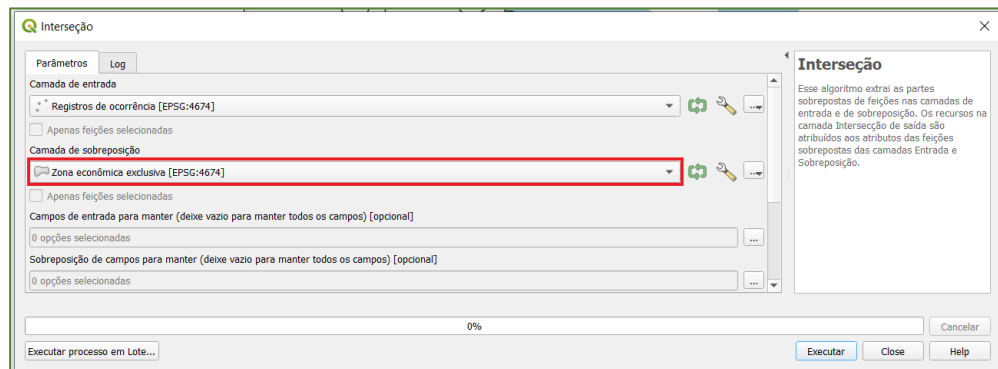 Interseção
Parâmetros
Log
Camada de entrada
Registros de ocorrência [EPSG:4674]
Apenas feições selecionadas
Camada de sobreposição
Zona econômica exclusiva [EPSG:4674]
Apenas feições selecionadas
Campos de entrada para manter (deixe vazio para manter todos os campos) [opcional]
0 opções selecionadas
...
Sobreposição de campos para manter (deixe vazio para manter todos os campos) [opcional]
0 opções selecionadas
...
Interseção
Esse algoritmo extrai as partes
sobrepostas de feições nas camadas de
entrada e de sobreposição. Os recursos na
camada Intersecção de saída são
atribuídos aos atributos das feições
sobrepostas das camadas Entrada e
Sobreposição.
0%
Cancelar
Executar processo em Lote...
Executar
Close
Help